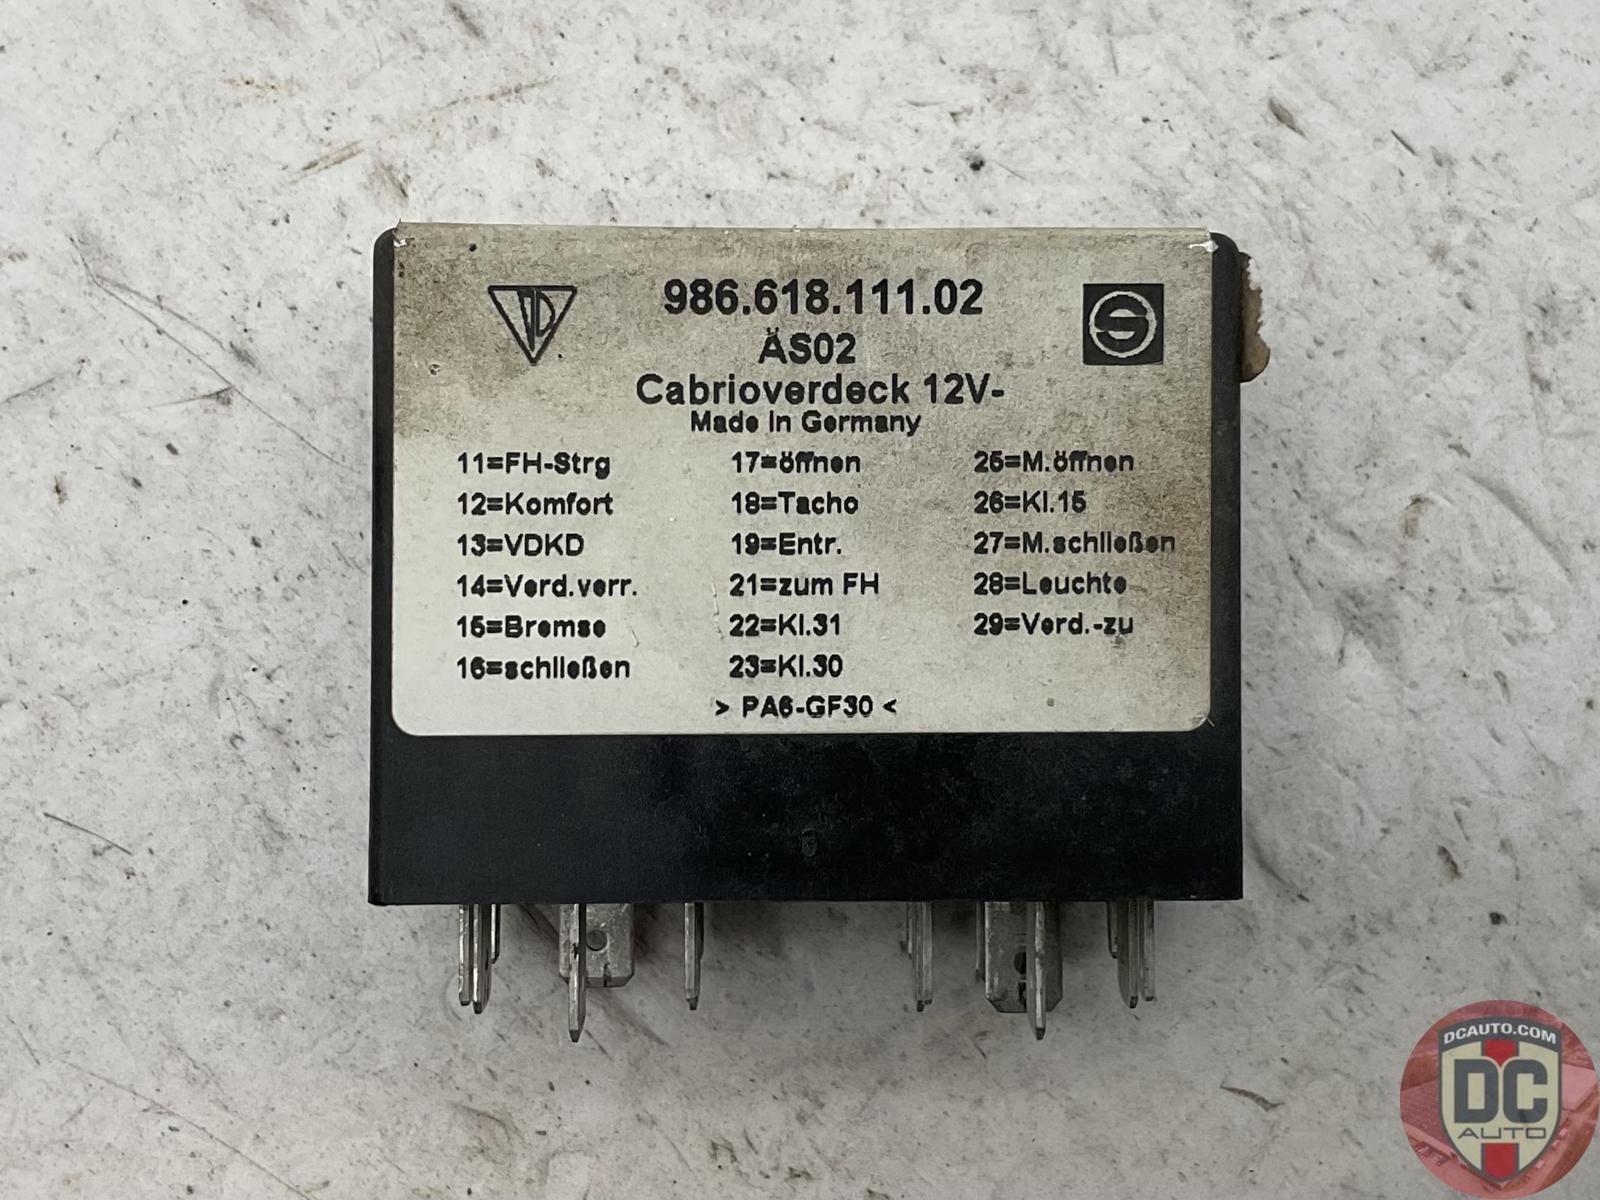 986.618.111.02
ÄS02
Cabrioverdeck 12V-
Made in Germany
11=FH-Strg 17=öffnen 25=M.öffnen
12=Komfort 18=Tacho 26=Kl.15
13=VDKD 19=Entr. 27=M.schließen
14=Verd.verr. 21=zum FH 28=Leuchte
15=Bremse 22=Kl.31 29=Verd.-zu
16=schließen 23=Kl.30
> PA6-GF30 <
DCAUTO.COM
DC
AUTO